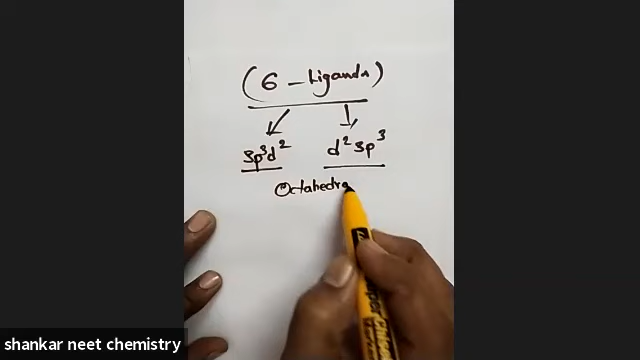 (6 - Ligands)
sp³d² d²sp³
Octahedra
shankar neet chemistry